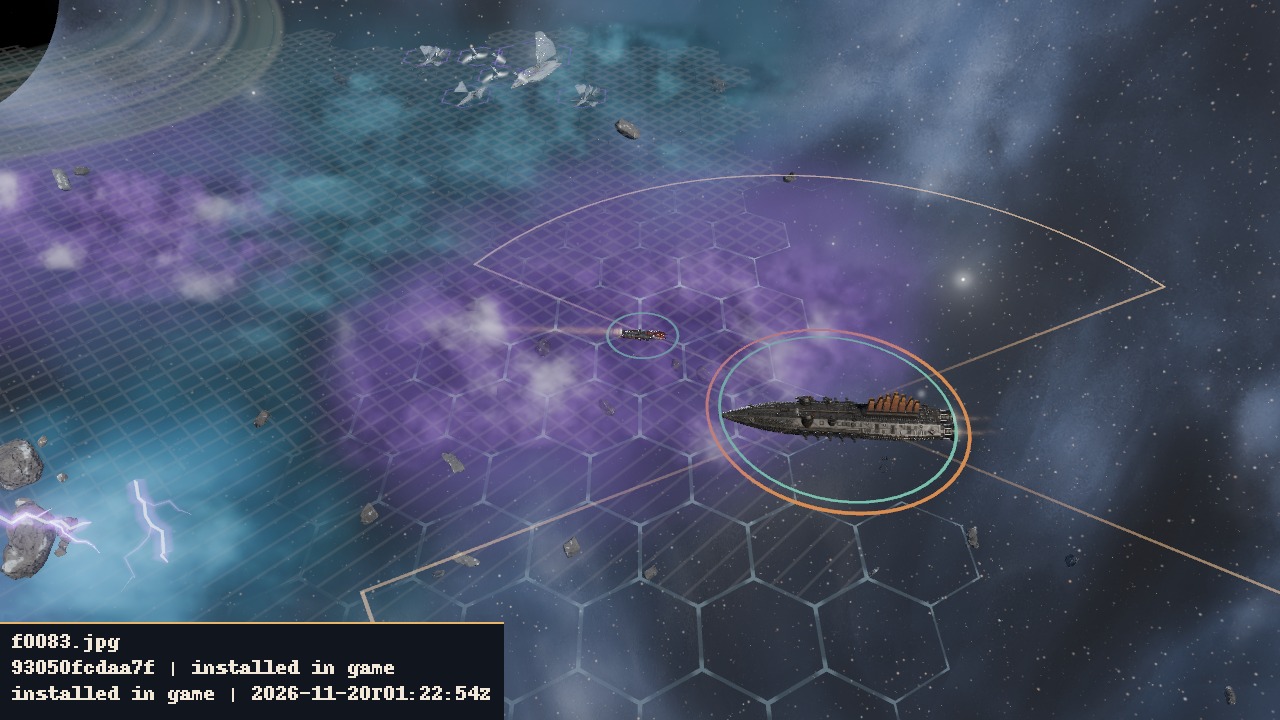 f0083.jpg
93050fcdaa7f | installed in game
installed in game | 2026-11-20T01:22:54Z